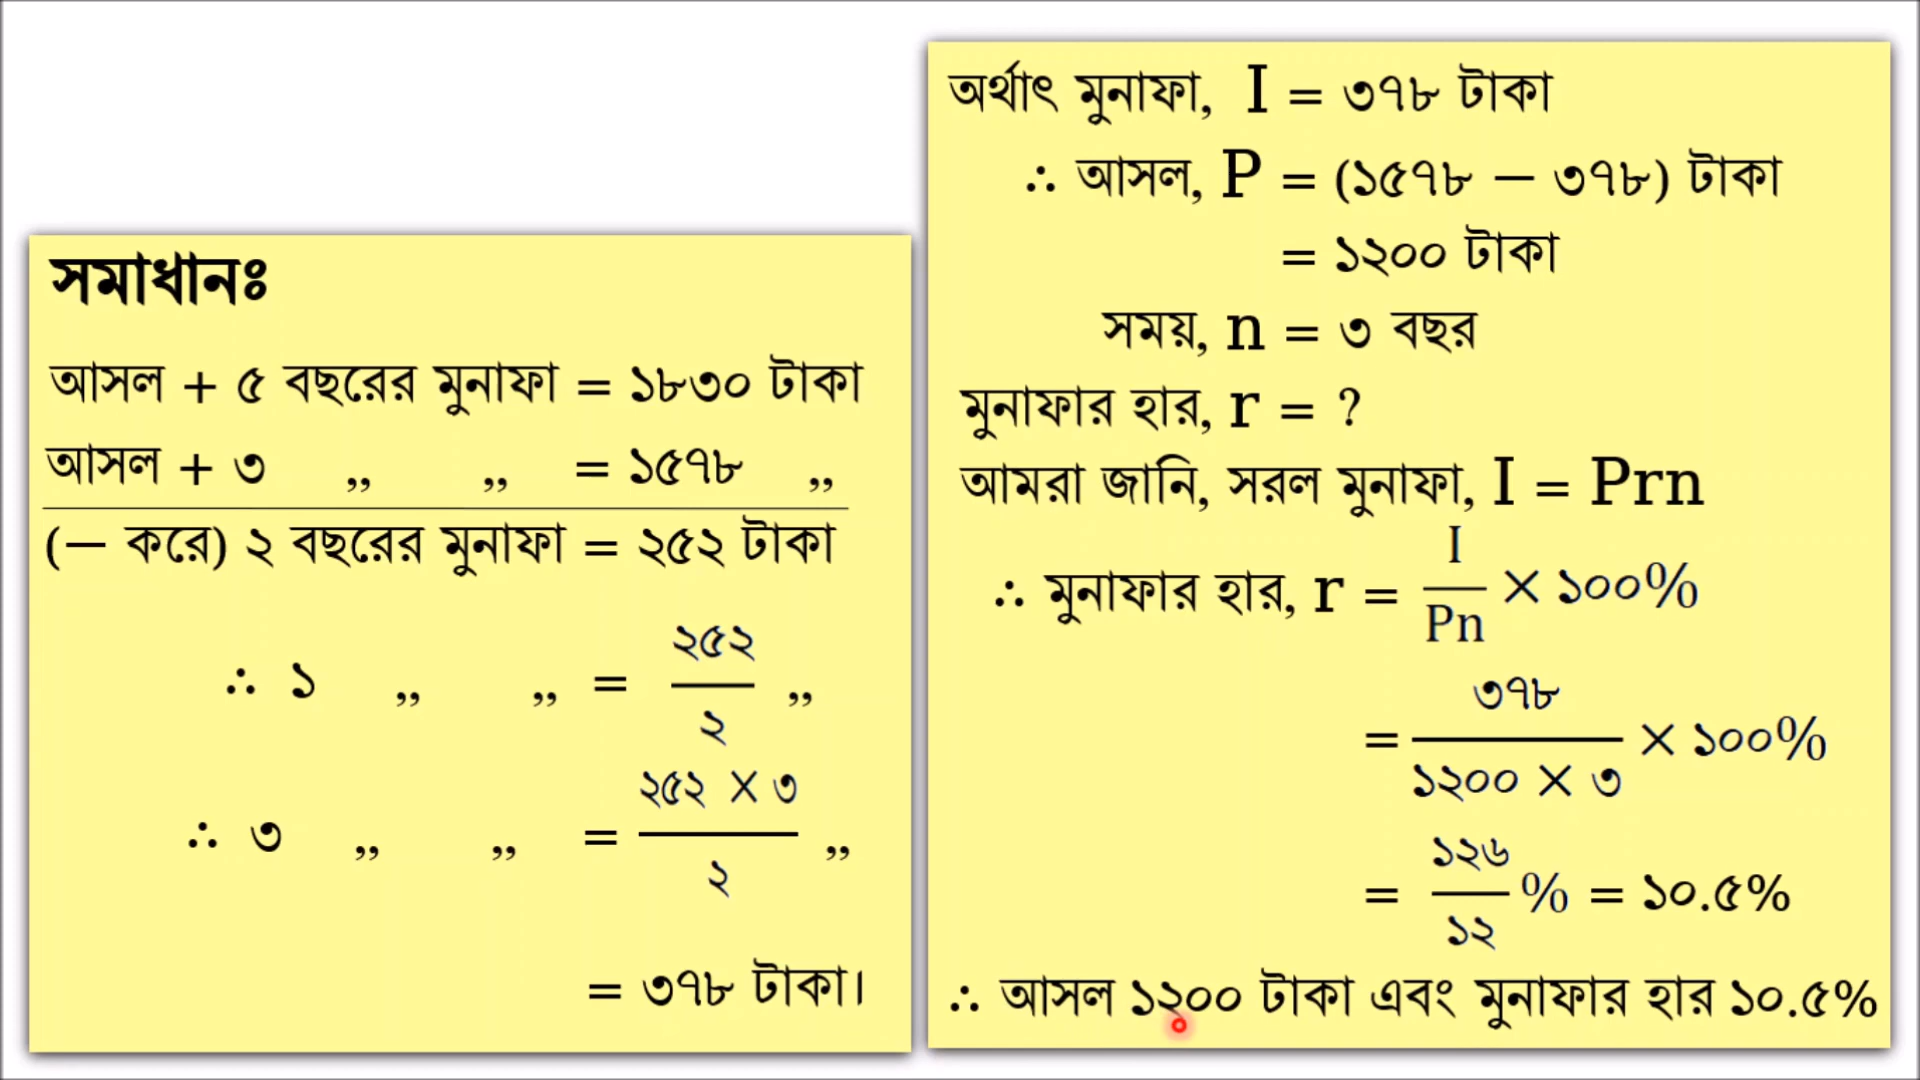 সমাধানঃ
আসল + ৫ বছরের মুনাফা = ১৮৩০ টাকা
আসল + ৩ ,, ,, = ১৫৭৮ ,,
(− করে) ২ বছরের মুনাফা = ২৫২ টাকা
∴ ১ ,, ,, = ২৫২/২ ,,
∴ ৩ ,, ,, = ২৫২ × ৩/২ ,,
= ৩৭৮ টাকা।
অর্থাৎ মুনাফা, I = ৩৭৮ টাকা
∴ আসল, P = (১৫৭৮ − ৩৭৮) টাকা
= ১২০০ টাকা
সময়, n = ৩ বছর
মুনাফার হার, r = ?
আমরা জানি, সরল মুনাফা, I = Prn
∴ মুনাফার হার, r = I/Pn × ১০০%
= ৩৭৮/১২০০ × ৩ × ১০০%
= ১২৬/১২ % = ১০.৫%
∴ আসল ১২০০ টাকা এবং মুনাফার হার ১০.৫%